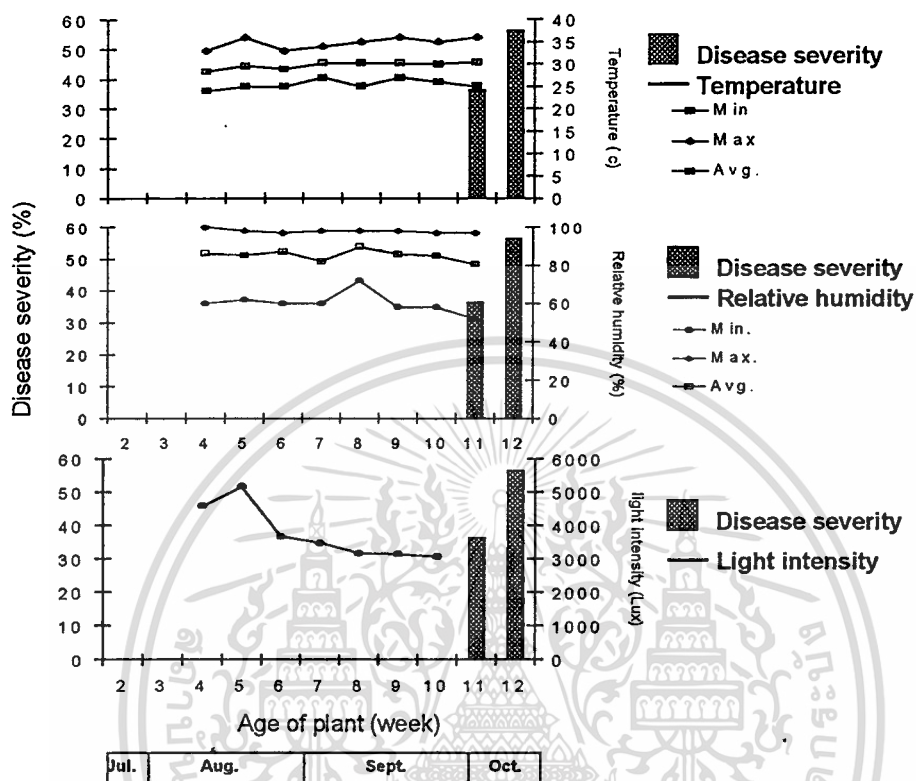 Disease severity (%)
60
50
40
30
20
10
0
40
35
30
25
20
15
10
5
0
Temperature ( c)
Disease severity
Temperature
Min
Max
Avg.
60
50
40
30
20
10
0
100
80
60
40
20
0
Relative humidity (%)
2 3 4 5 6 7 8 9 10 11 12
Disease severity
Relative humidity
Min.
Max.
Avg.
60
50
40
30
20
10
0
6000
5000
4000
3000
2000
1000
0
light intensity (Lux)
2 3 4 5 6 7 8 9 10 11 12
Disease severity
Light intensity
Age of plant (week)
Jul. Aug. Sept. Oct.